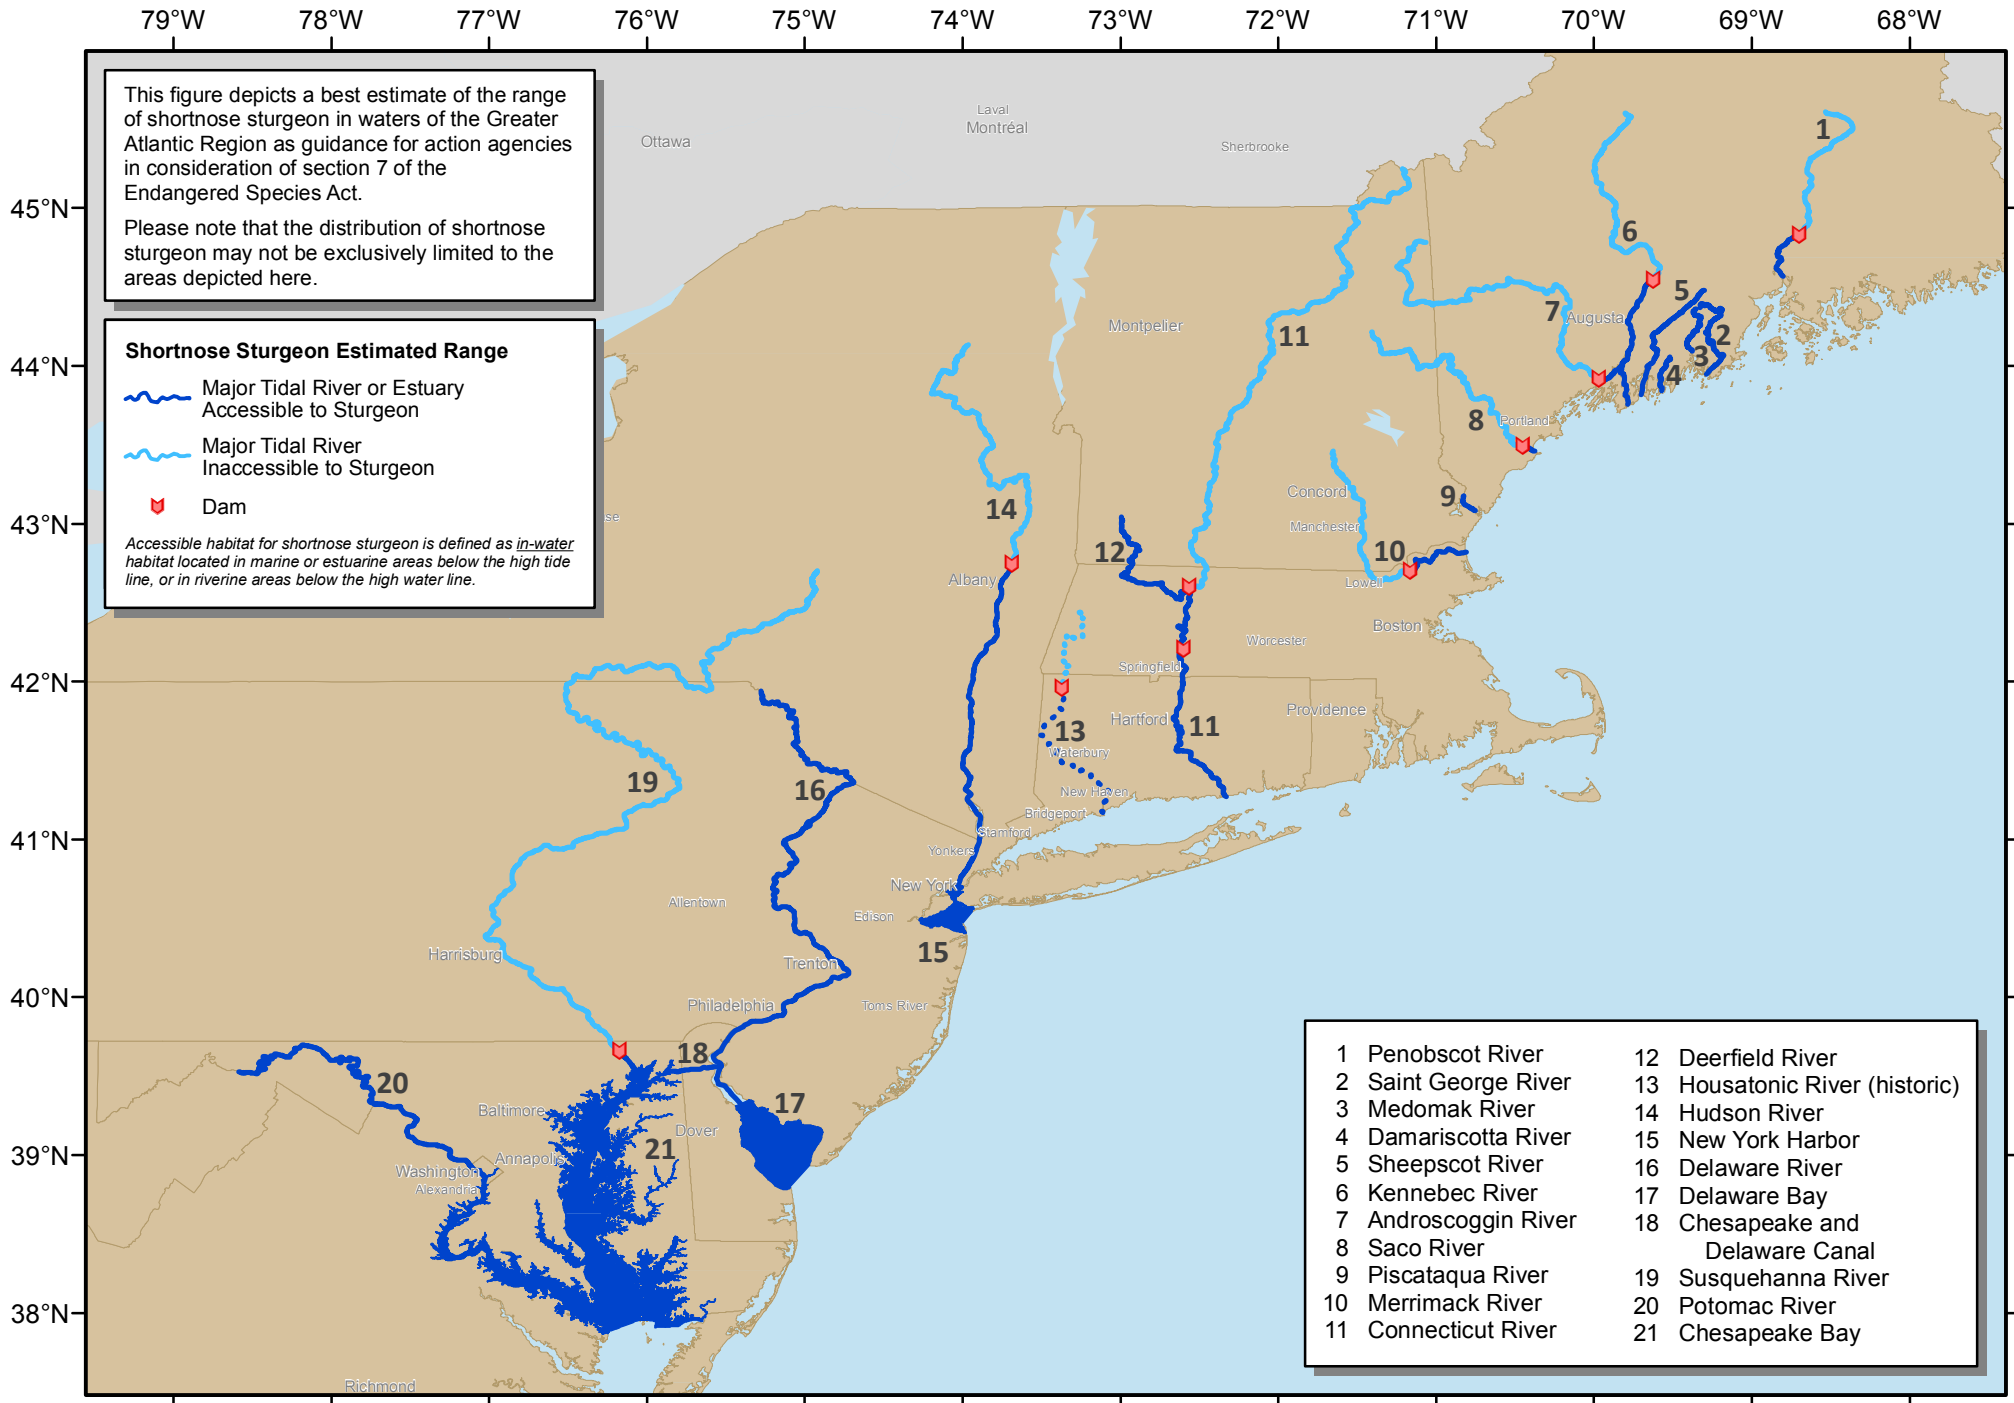 79°W 78°W 77°W 76°W 75°W 74°W 73°W 72°W 71°W 70°W 69°W 68°W
This figure depicts a best estimate of the range
of shortnose sturgeon in waters of the Greater
Atlantic Region as guidance for action agencies
in consideration of section 7 of the
Endangered Species Act.
Please note that the distribution of shortnose
sturgeon may not be exclusively limited to the
areas depicted here.
Shortnose Sturgeon Estimated Range
Major Tidal River or Estuary
Accessible to Sturgeon
Major Tidal River
Inaccessible to Sturgeon
Dam
Accessible habitat for shortnose sturgeon is defined as in-water
habitat located in marine or estuarine areas below the high tide
line, or in riverine areas below the high water line.
45°N
44°N
43°N
42°N
41°N
40°N
39°N
38°N
Laval
Montréal
Ottawa
Sherbrooke
1
6
5
7
Augusta
2
Montpelier
11
3
4
8
Portland
Concord
9
14
Manchester
se
12
10
Albany
Lowell
Boston
Worcester
Springfield
Hartford
11
Providence
13
Waterbury
19
16
New Haven
Bridgeport
Stamford
Yonkers
New York
Allentown
Edison
15
Harrisburg
Trenton
Philadelphia
Toms River
18
20
17
Baltimore
Dover
21
Annapolis
Washington
Alexandria
Richmond
1 Penobscot River
2 Saint George River
3 Medomak River
4 Damariscotta River
5 Sheepscot River
6 Kennebec River
7 Androscoggin River
8 Saco River
9 Piscataqua River
10 Merrimack River
11 Connecticut River
12 Deerfield River
13 Housatonic River (historic)
14 Hudson River
15 New York Harbor
16 Delaware River
17 Delaware Bay
18 Chesapeake and
Delaware Canal
19 Susquehanna River
20 Potomac River
21 Chesapeake Bay